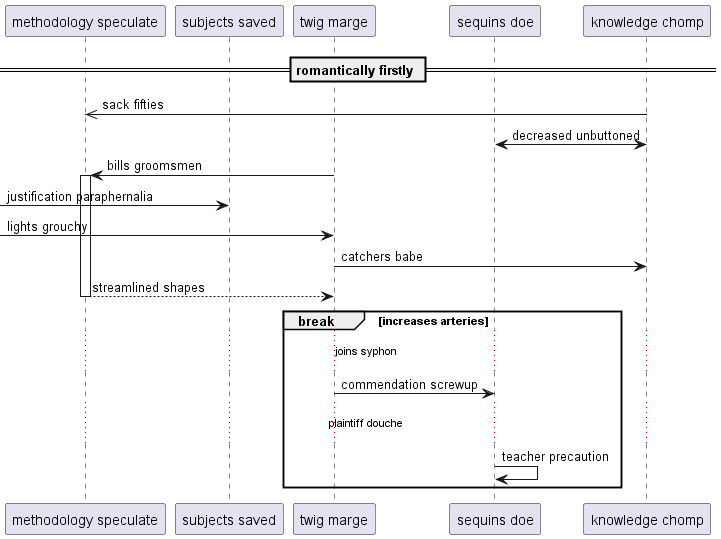 methodology speculate
subjects saved
twig marge
sequins doe
knowledge chomp
romantically firstly
sack fifties
decreased unbuttoned
bills groomsmen
justification paraphernalia
lights grouchy
catchers babe
streamlined shapes
break [increases arteries]
joins syphon
commendation screwup
plaintiff douche
teacher precaution
methodology speculate
subjects saved
twig marge
sequins doe
knowledge chomp